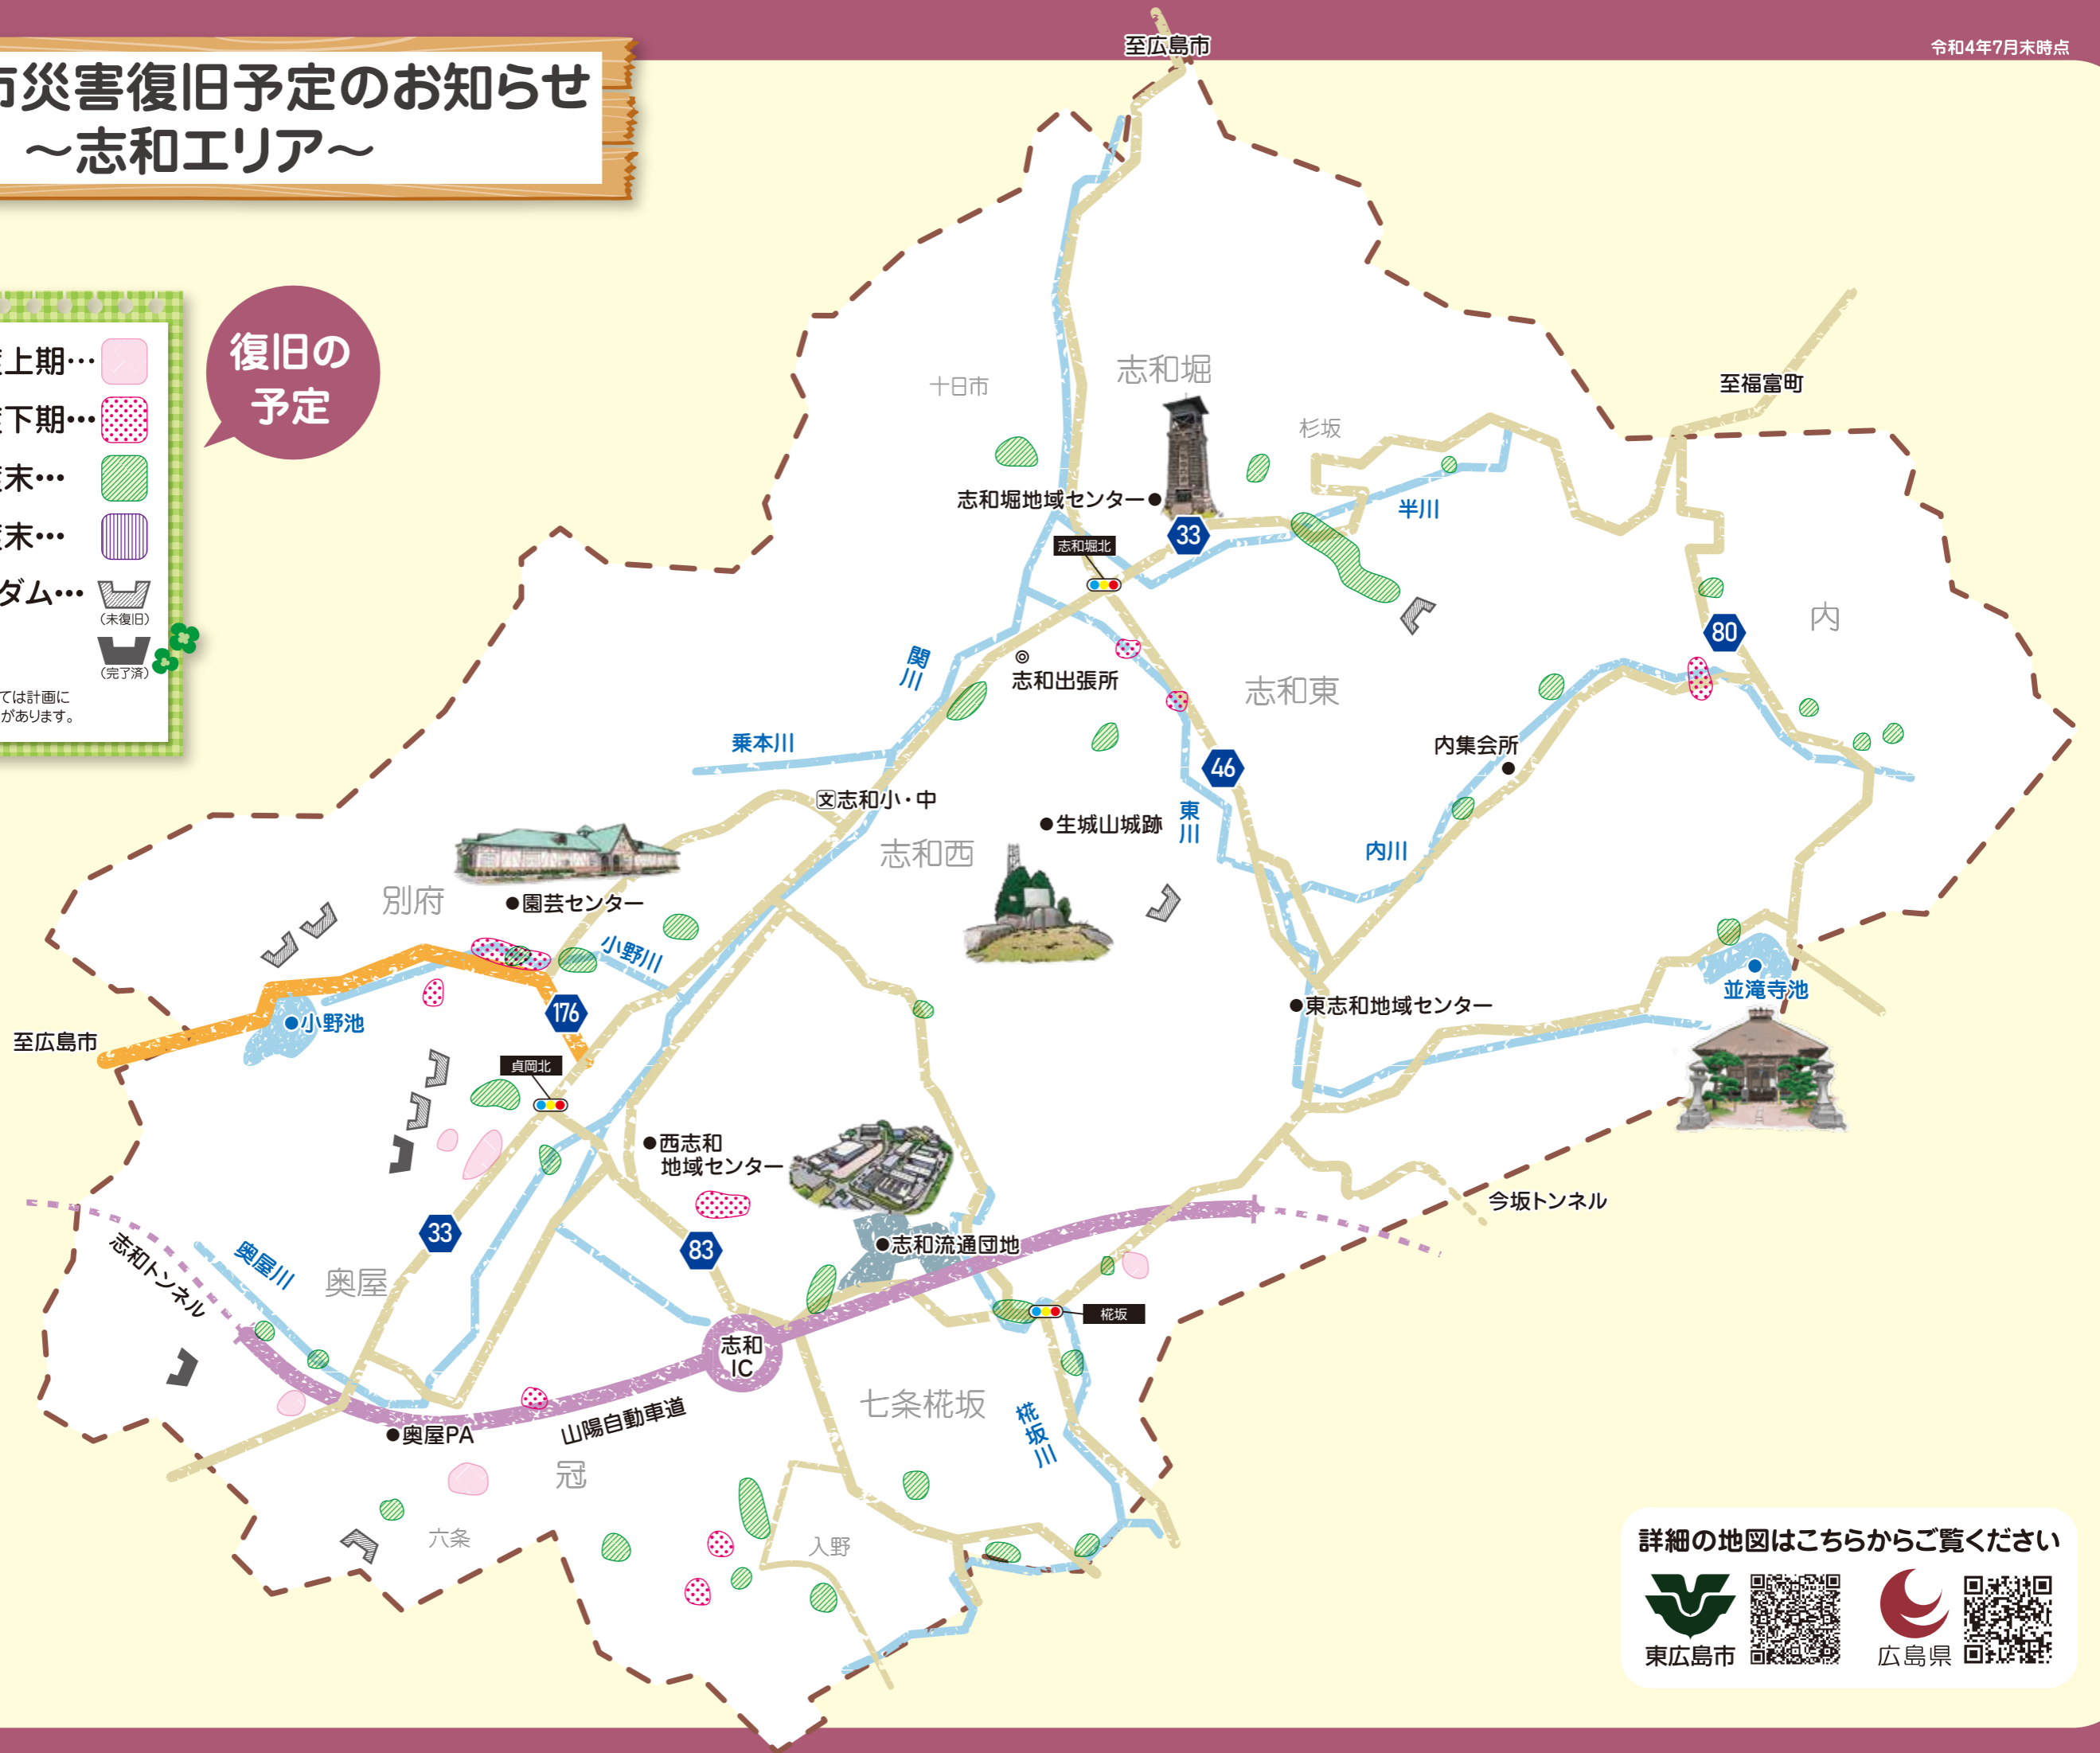 至広島市
令和4年7月末時点
市災害復旧予定のお知らせ
～志和エリア～
復旧の
予定
上期…
下期…
末…
末…
ダム…
(未復旧)
(完了済)
ては計画に
があります。
至福富町
十日市
志和堀
杉坂
志和堀地域センター
半川
33
志和堀北
内
80
関川
志和出張所
志和東
乗本川
46
内集会所
文志和小・中
東川
生城山城跡
志和西
内川
別府
園芸センター
小野川
並滝寺池
東志和地域センター
176
小野池
至広島市
貞岡北
西志和
地域センター
今坂トンネル
33
83
志和流通団地
志和トンネル
奥屋川
奥屋
椛坂
志和
IC
七条椛坂
椛坂川
山陽自動車道
奥屋PA
冠
六条
入野
詳細の地図はこちらからご覧ください
東広島市
広島県